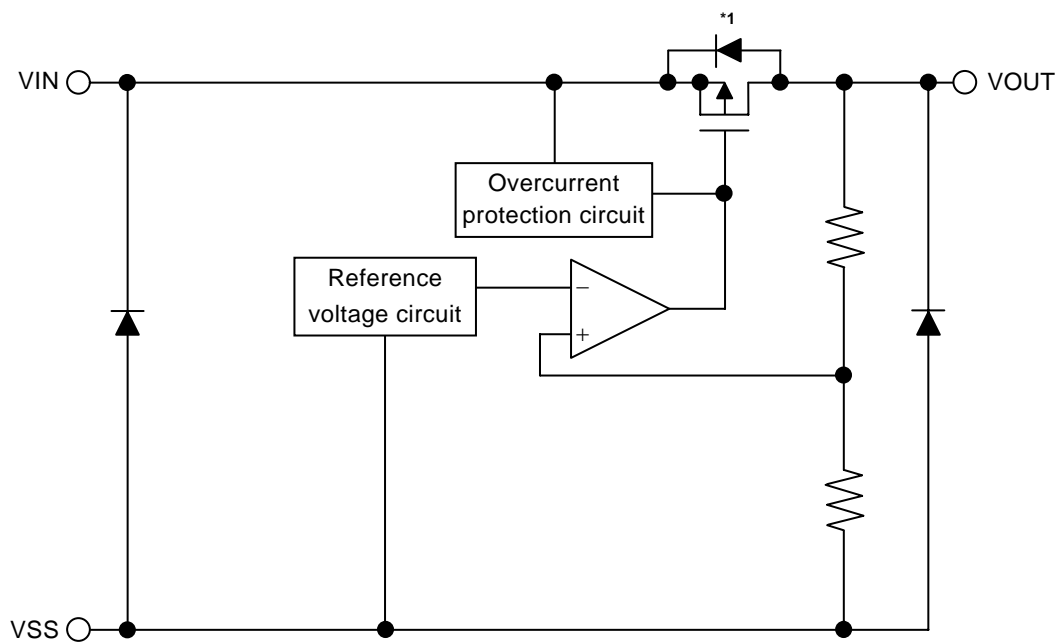 *1
VIN
VOUT
Overcurrent
protection circuit
Reference
voltage circuit
−
+
VSS